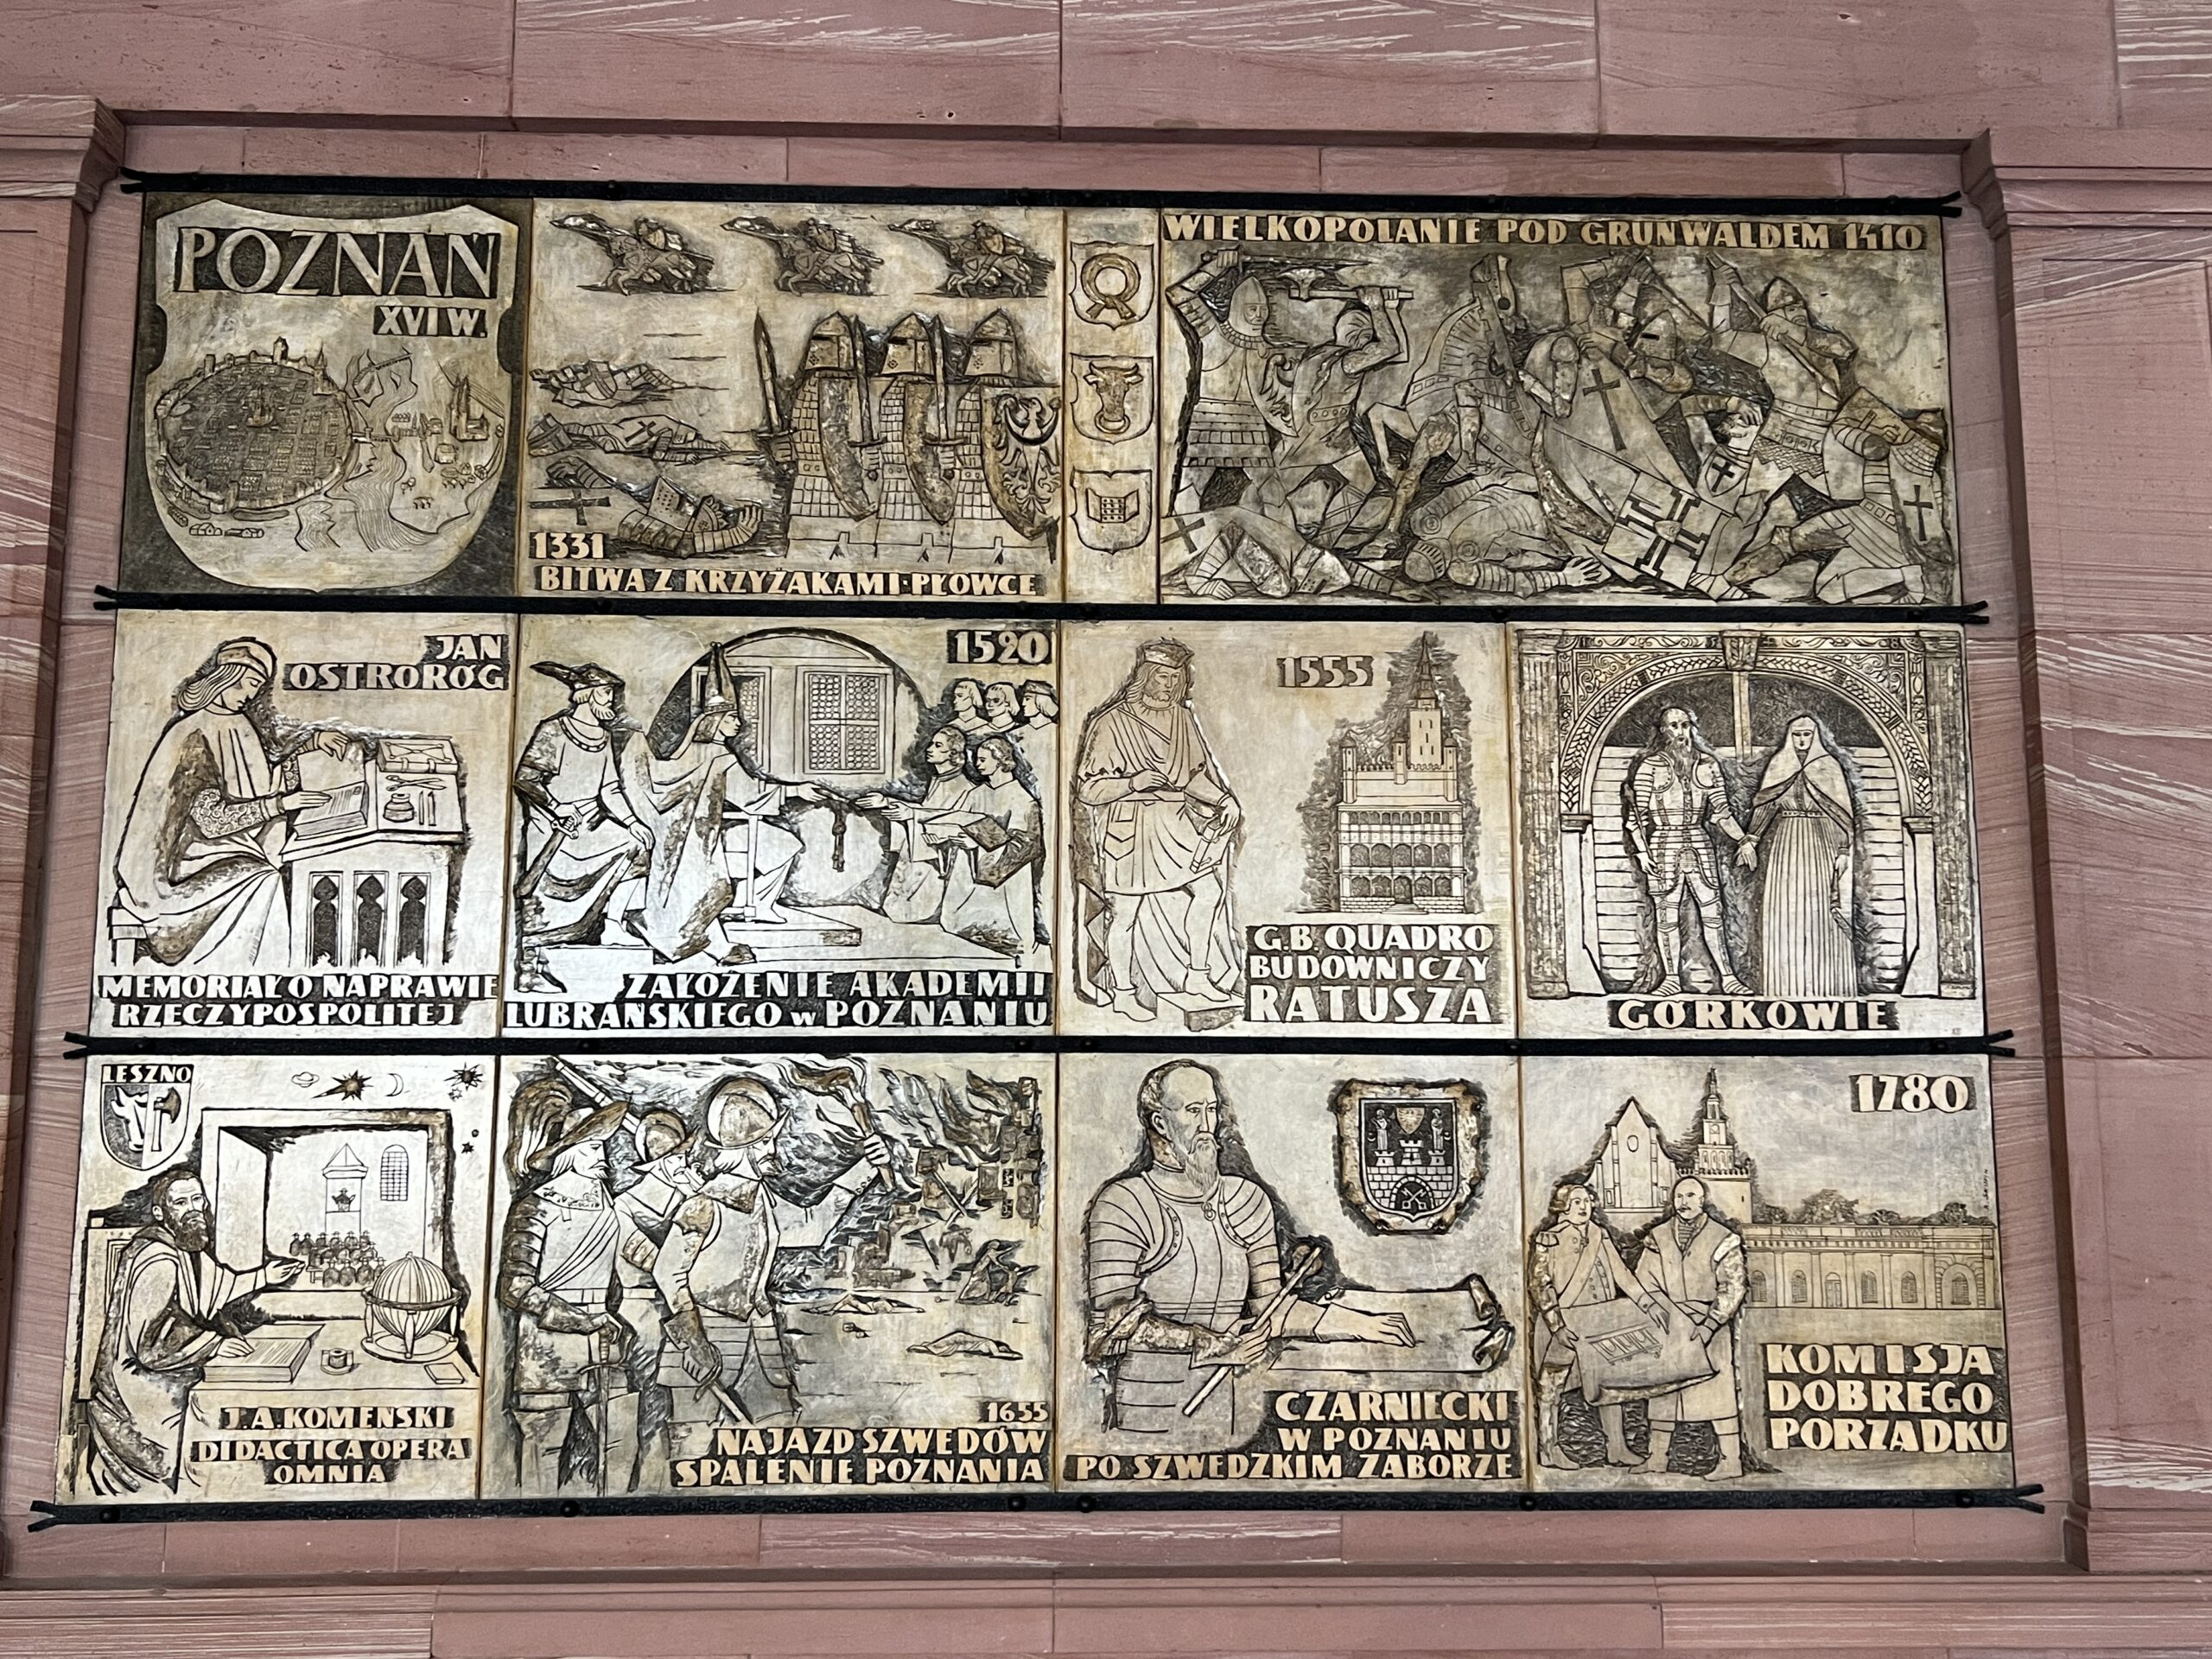 POZNAŃ
XVI W.
1331
BITWA Z KRZYŻAKAMI·PŁOWCE
WIELKOPOLANIE POD GRUNWALDEM 1410
JAN
OSTRORÓG
MEMORIAŁ O NAPRAWIE
RZECZYPOSPOLITEJ
1520
ZAŁOŻENIE AKADEMII
LUBRAŃSKIEGO w POZNANIU
1555
G.B. QUADRO
BUDOWNICZY
RATUSZA
GÓRKOWIE
LESZNO
J.A. KOMEŃSKI
DIDACTICA OPERA
OMNIA
1655
NAJAZD SZWEDÓW
SPALENIE POZNANIA
CZARNIECKI
W POZNANIU
PO SZWEDZKIM ZABORZE
1780
KOMISJA
DOBREGO
PORZĄDKU